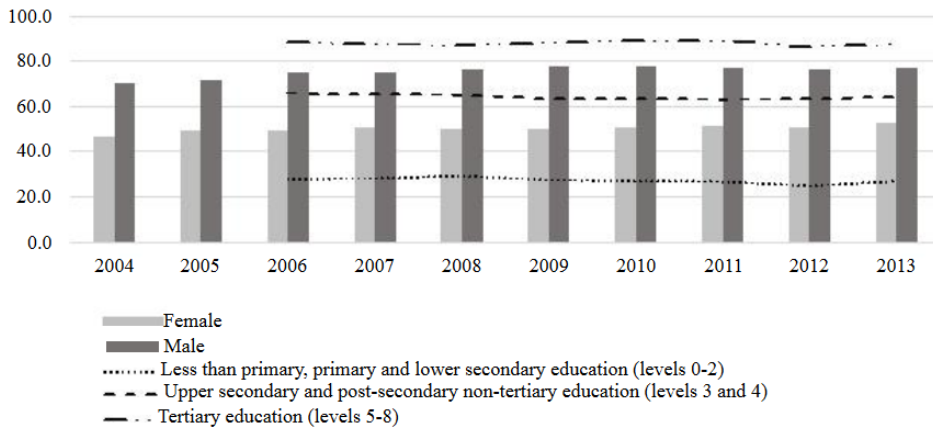 100.0
80.0
60.0
40.0
20.0
0.0
2004 2005 2006 2007 2008 2009 2010 2011 2012 2013
Female
Male
Less than primary, primary and lower secondary education (levels 0-2)
Upper secondary and post-secondary non-tertiary education (levels 3 and 4)
Tertiary education (levels 5-8)